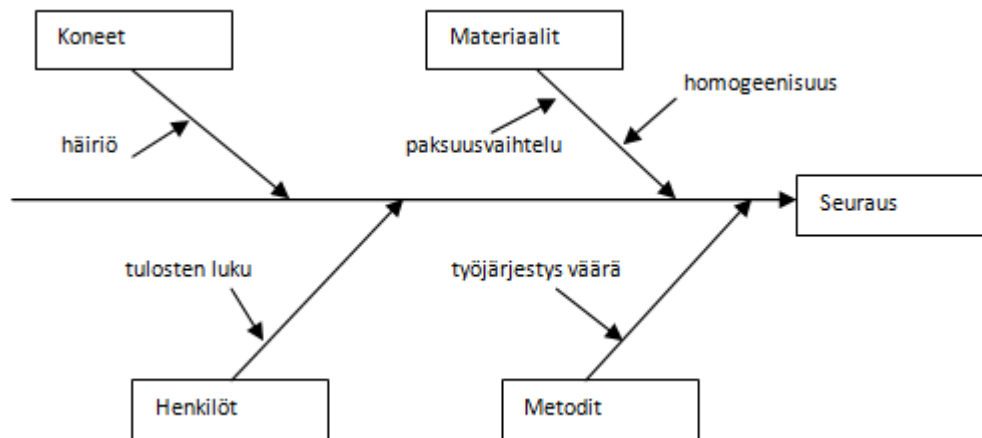 Koneet
Materiaalit
homogeenisuus
häiriö
paksuusvaihtelu
Seuraus
tulosten luku
työjärjestys väärä
Henkilöt
Metodit